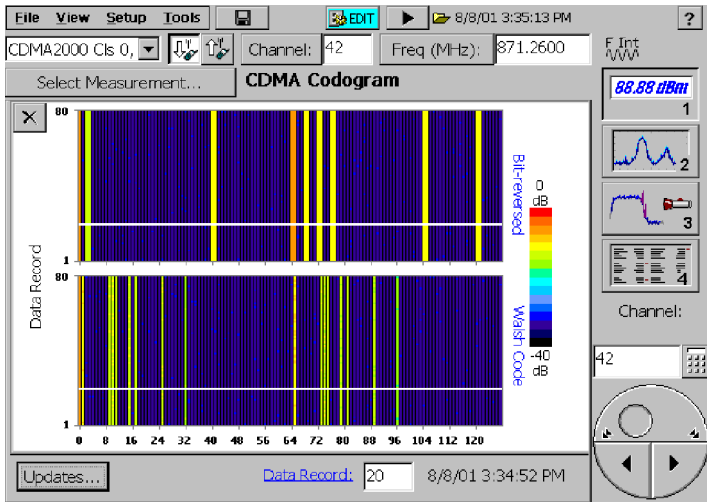 File View Setup Tools EDIT 8/8/01 3:35:13 PM ?
CDMA2000 Cls 0, Channel: 42 Freq (MHz): 871.2600 F Int
Select Measurement... CDMA Codogram
88.88 dBm
1
2
3
4
80
1
Bit-reversed
80
1
Walsh Code
Data Record
0
dB
-40
dB
0 8 16 24 32 40 48 56 64 72 80 88 96 104 112 120
Channel:
42
Updates... Data Record: 20 8/8/01 3:34:52 PM